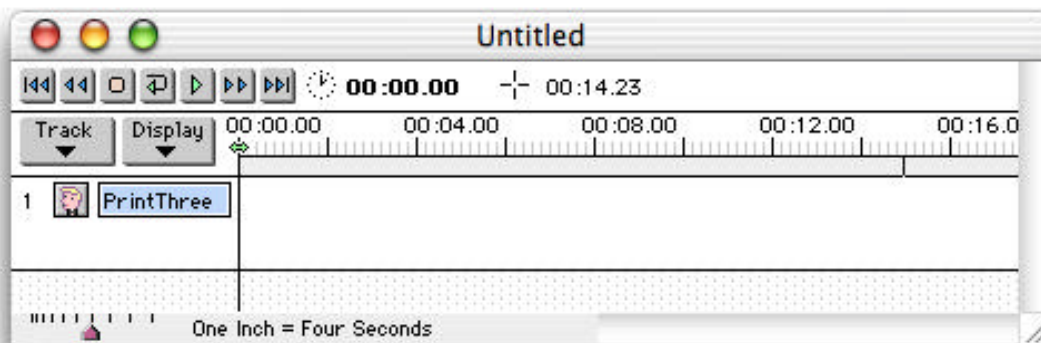 Untitled
00:00.00 00:14.23
Track Display 00:00.00 00:04.00 00:08.00 00:12.00 00:16.0
1 PrintThree
One Inch = Four Seconds